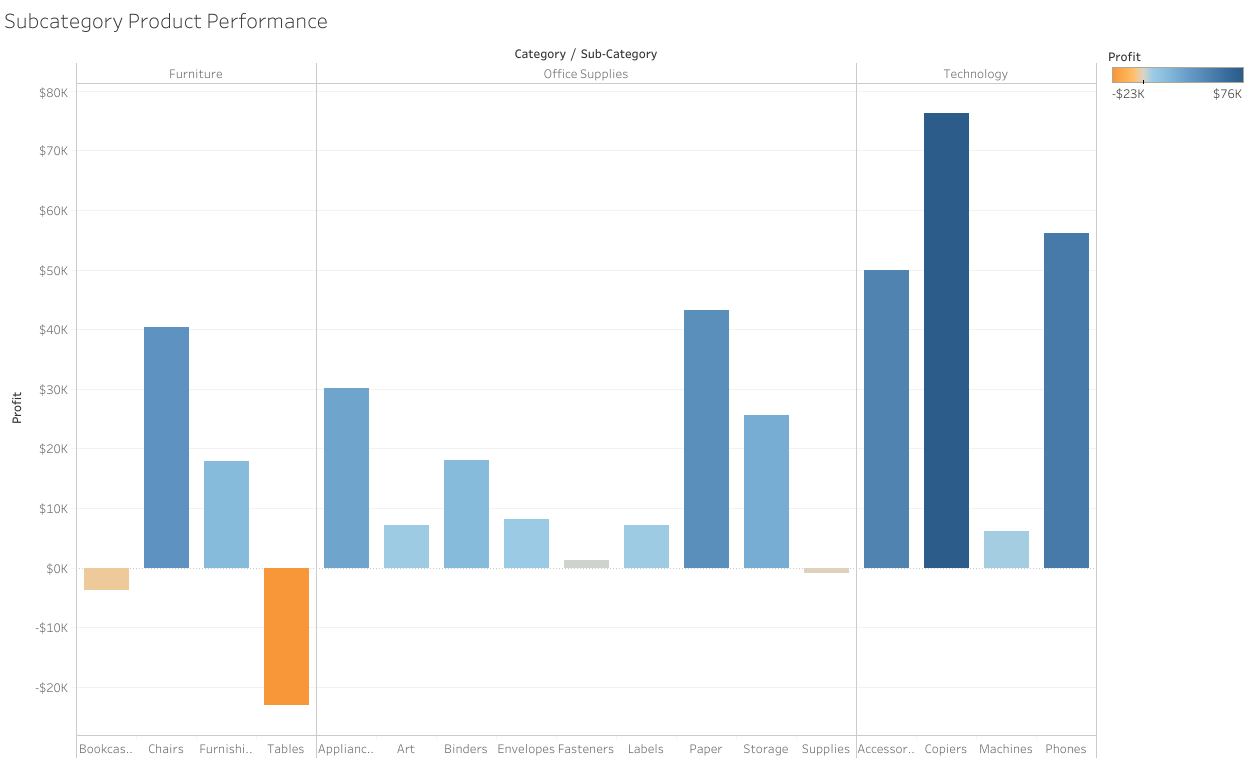 Subcategory Product Performance
Category / Sub-Category
Furniture Office Supplies Technology
Profit
-$23K $76K
$80K
$70K
$60K
$50K
$40K
$30K
$20K
$10K
$0K
-$10K
-$20K
Profit
Bookcas.. Chairs Furnishi.. Tables Applianc.. Art Binders Envelopes Fasteners Labels Paper Storage Supplies Accessor.. Copiers Machines Phones